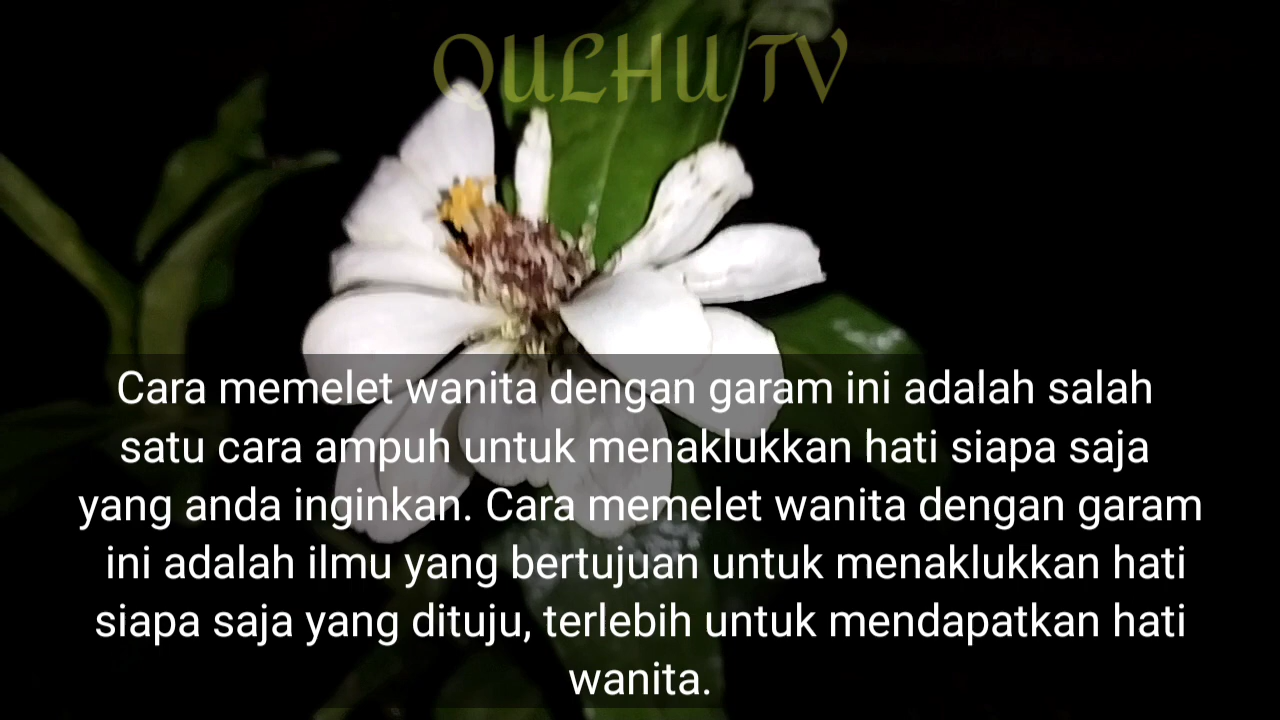 QULHU TV
Cara memelet wanita dengan garam ini adalah salah
satu cara ampuh untuk menaklukkan hati siapa saja
yang anda inginkan. Cara memelet wanita dengan garam
ini adalah ilmu yang bertujuan untuk menaklukkan hati
siapa saja yang dituju, terlebih untuk mendapatkan hati
wanita.